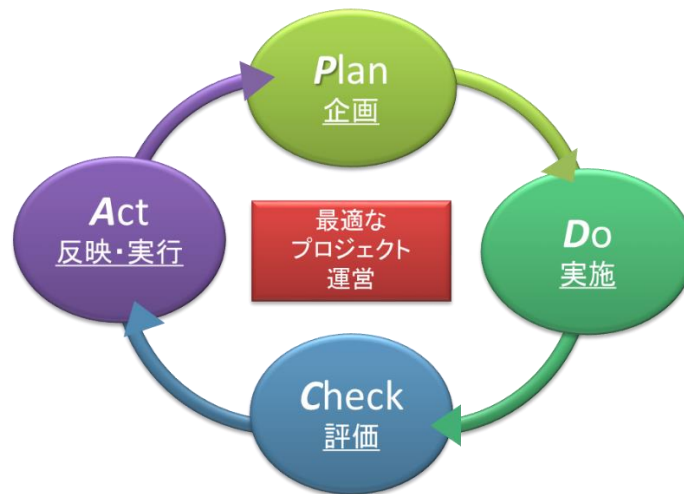 Plan
企画
Act
反映・実行
最適な
プロジェクト
運営
Do
実施
Check
評価